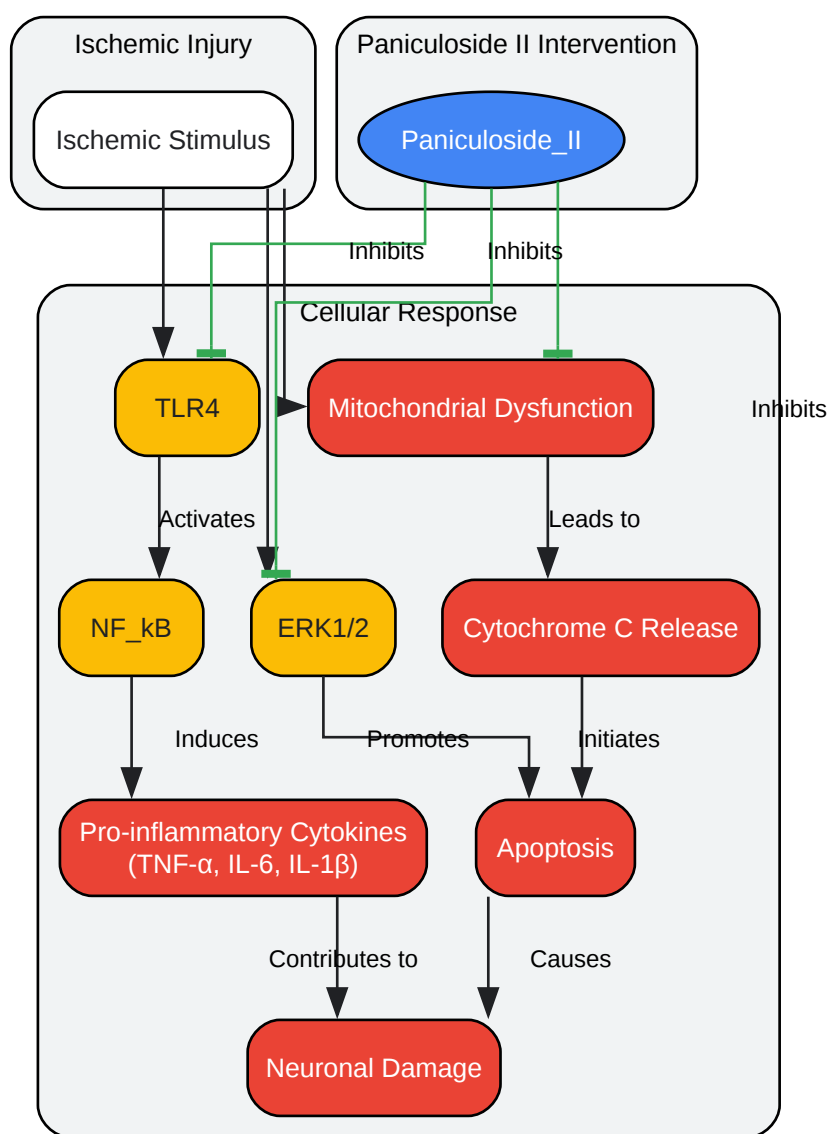 Ischemic Injury
Paniculoside II Intervention
Ischemic Stimulus
Paniculoside_II
Inhibits
Inhibits
Cellular Response
TLR4
Mitochondrial Dysfunction
Inhibits
Activates
Leads to
NF_kB
ERK1/2
Cytochrome C Release
Induces
Promotes
Initiates
Pro-inflammatory Cytokines
(TNF-α, IL-6, IL-1β)
Apoptosis
Contributes to
Causes
Neuronal Damage